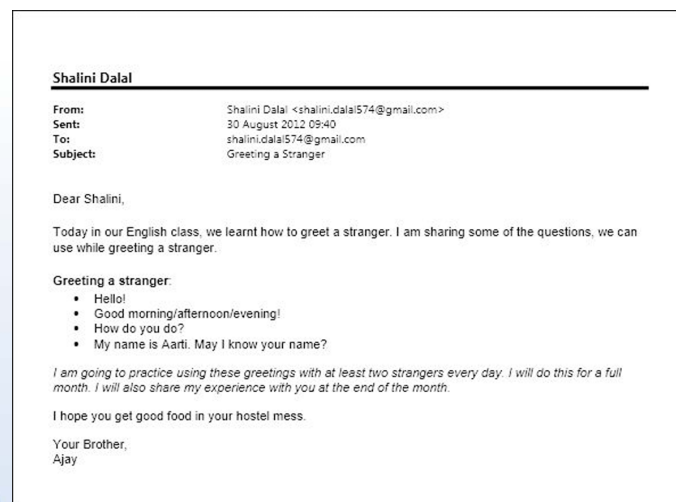 Shalini Dalal
From: Shalini Dalal <shalini.dalal574@gmail.com>
Sent: 30 August 2012 09:40
To: shalini.dalal574@gmail.com
Subject: Greeting a Stranger
Dear Shalini,
Today in our English class, we learnt how to greet a stranger. I am sharing some of the questions, we can
use while greeting a stranger.
Greeting a stranger:
• Hello!
• Good morning/afternoon/evening!
• How do you do?
• My name is Aarti. May I know your name?
I am going to practice using these greetings with at least two strangers every day. I will do this for a full
month. I will also share my experience with you at the end of the month.
I hope you get good food in your hostel mess.
Your Brother,
Ajay